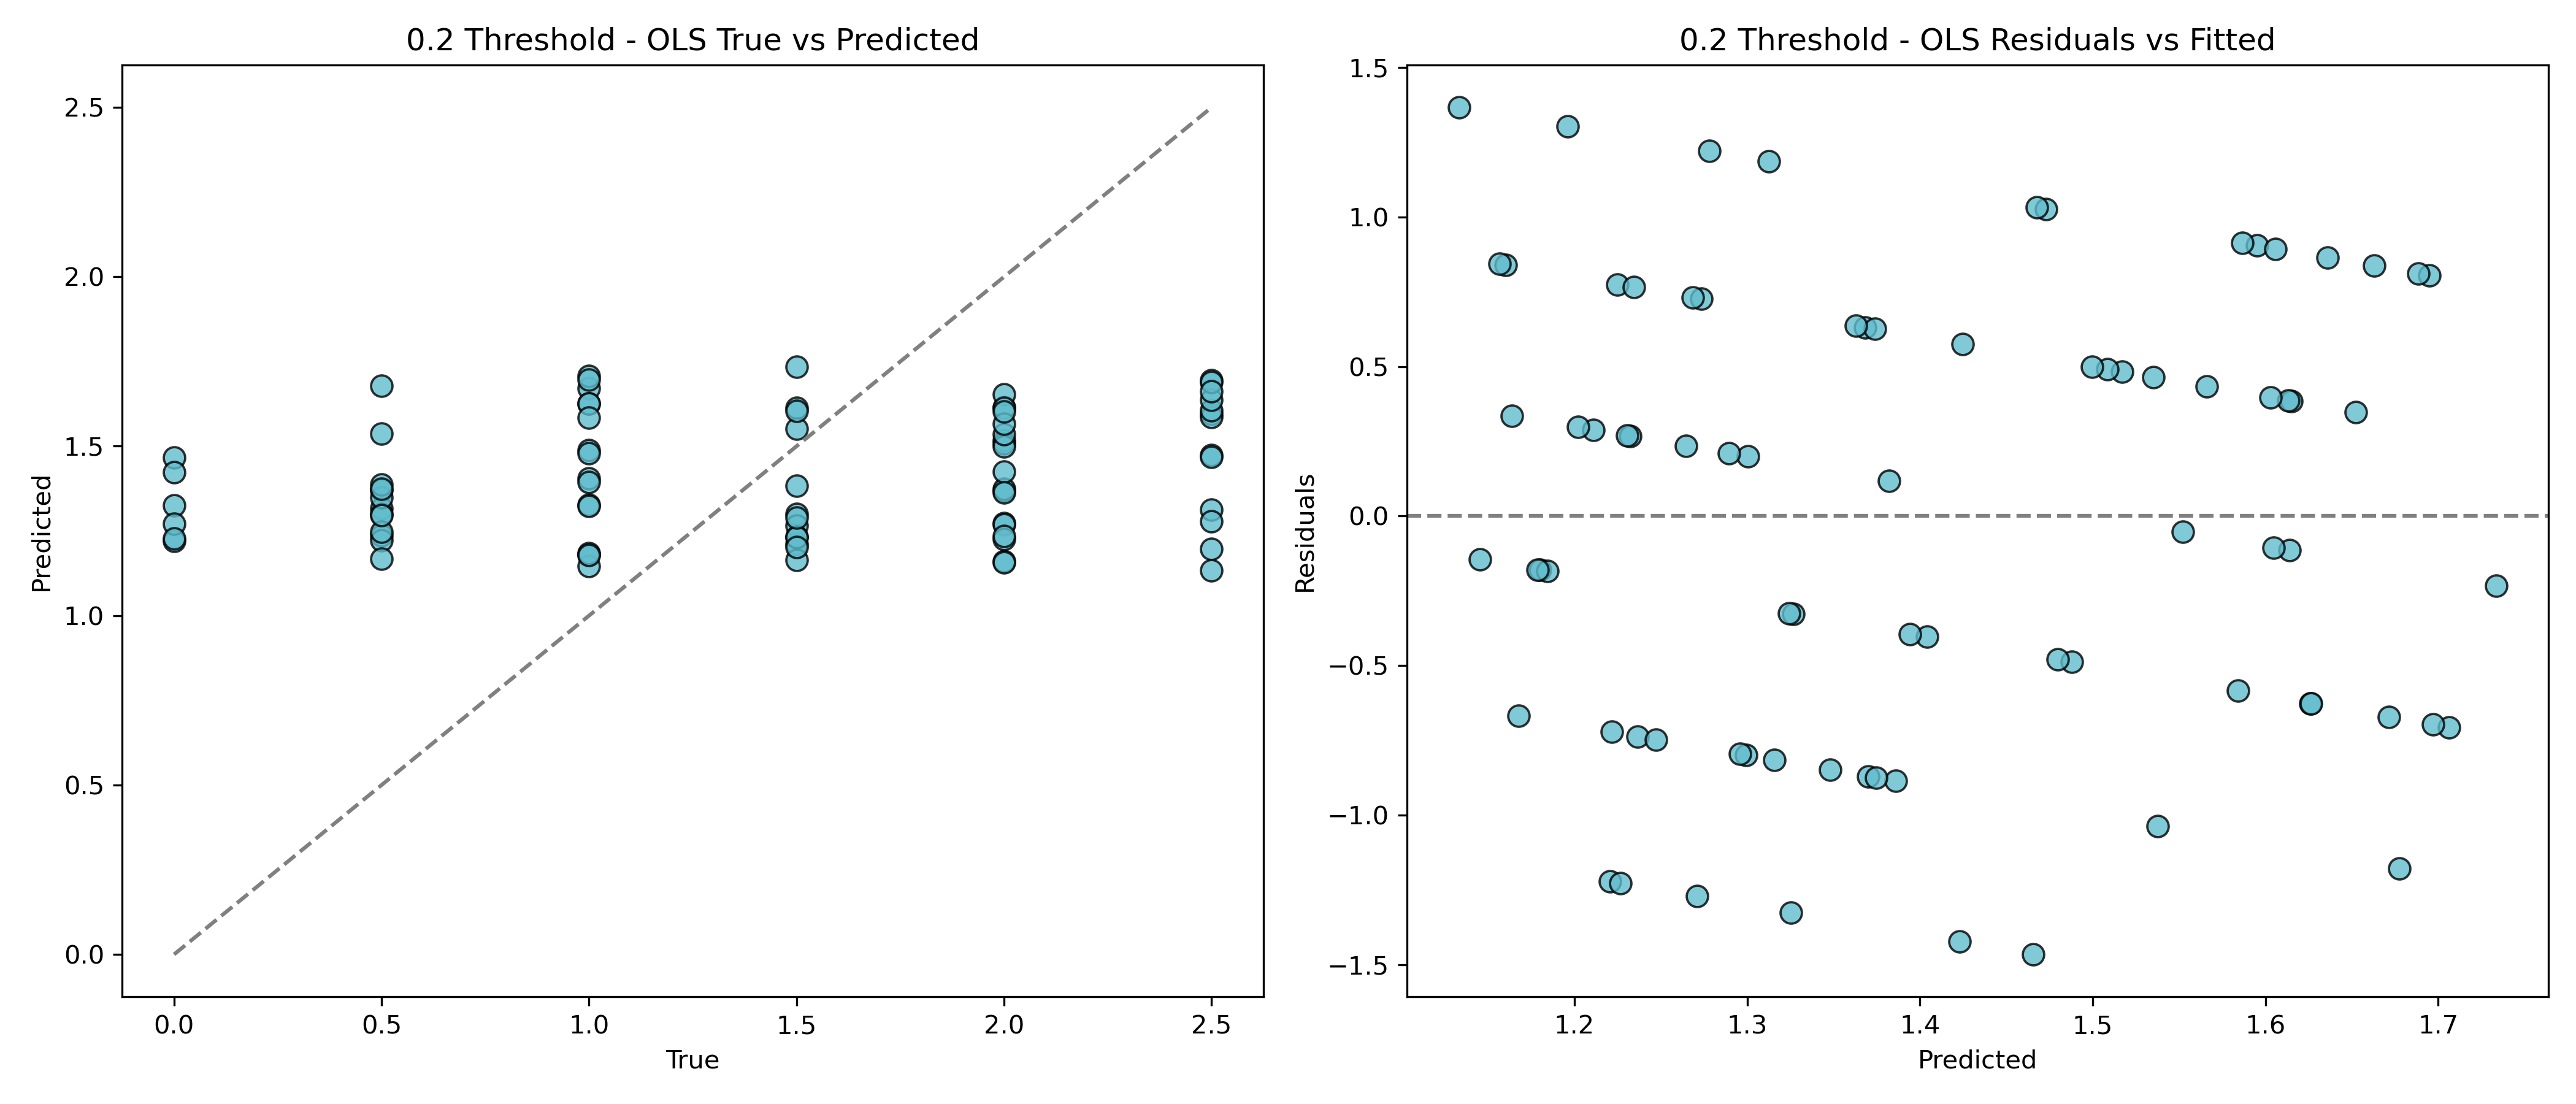 0.2 Threshold - OLS True vs Predicted
2.5
2.0
1.5
1.0
0.5
0.0
Predicted
0.0 0.5 1.0 1.5 2.0 2.5
True
0.2 Threshold - OLS Residuals vs Fitted
1.5
1.0
0.5
0.0
−0.5
−1.0
−1.5
Residuals
1.2 1.3 1.4 1.5 1.6 1.7
Predicted